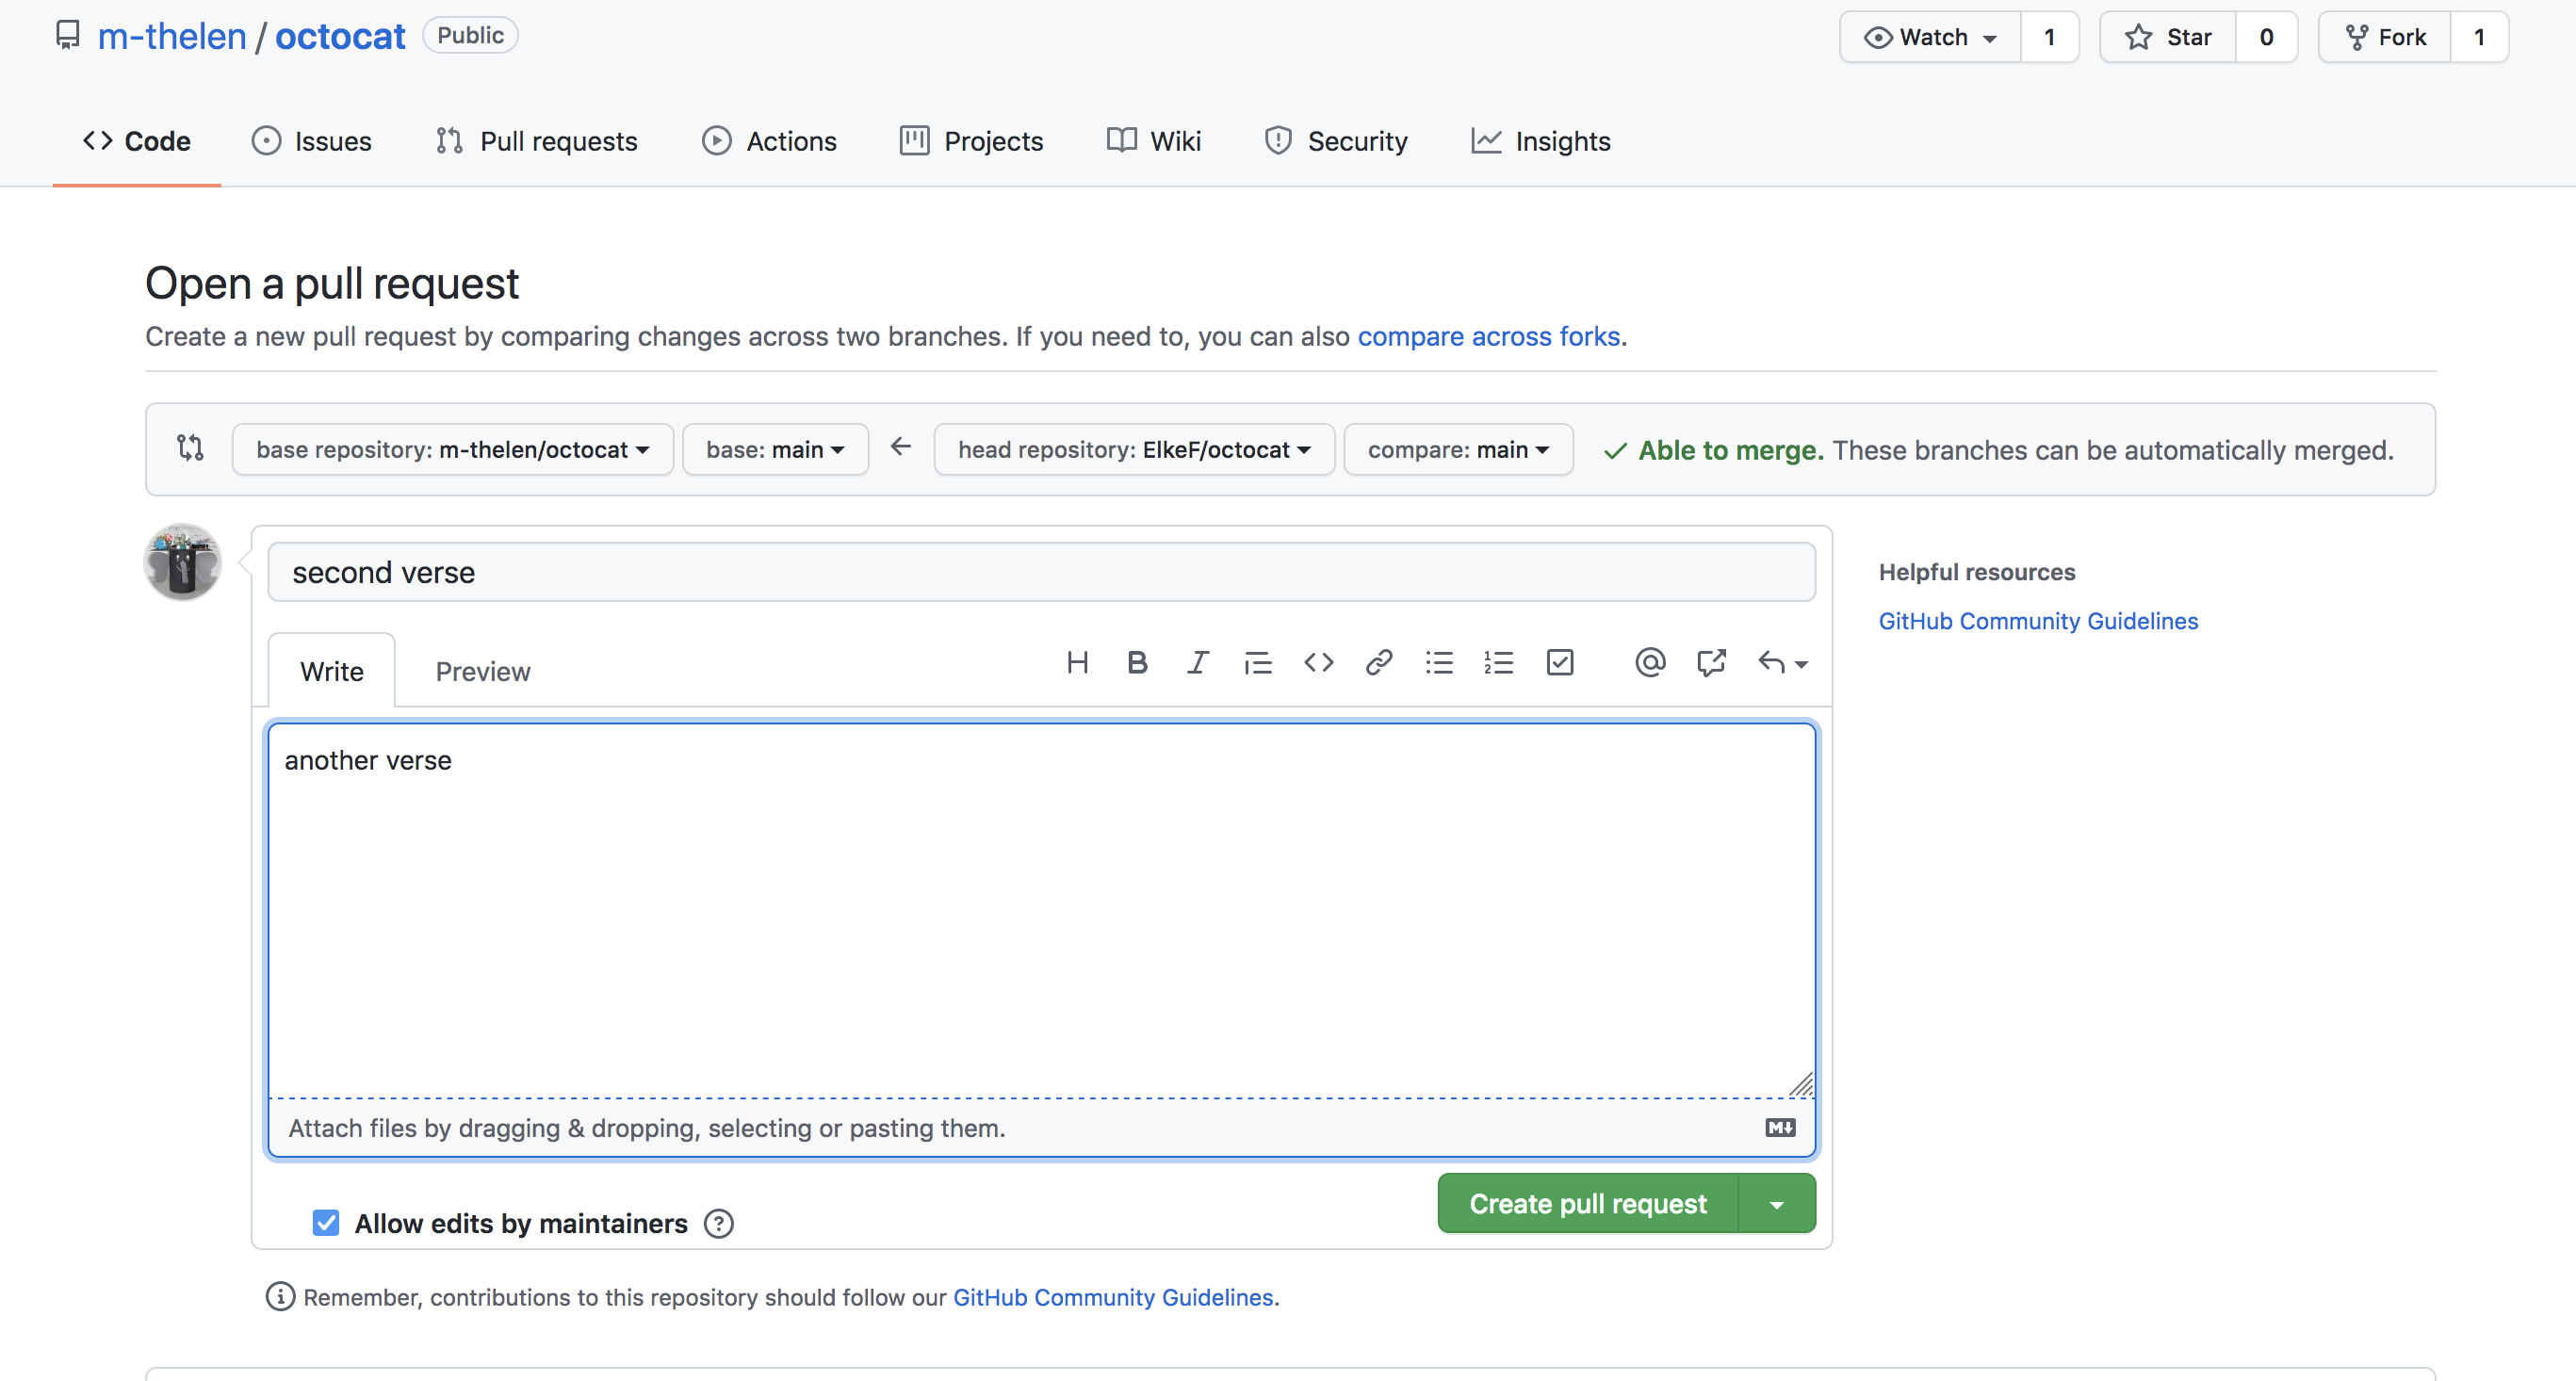 m-thelen / octocat Public Watch 1 Star 0 Fork 1
Code Issues Pull requests Actions Projects Wiki Security Insights
Open a pull request
Create a new pull request by comparing changes across two branches. If you need to, you can also compare across forks.
base repository: m-thelen/octocat base: main head repository: ElkeF/octocat compare: main Able to merge. These branches can be automatically merged.
second verse
Helpful resources
GitHub Community Guidelines
Write Preview
another verse
Attach files by dragging & dropping, selecting or pasting them.
Create pull request
Allow edits by maintainers
Remember, contributions to this repository should follow our GitHub Community Guidelines.